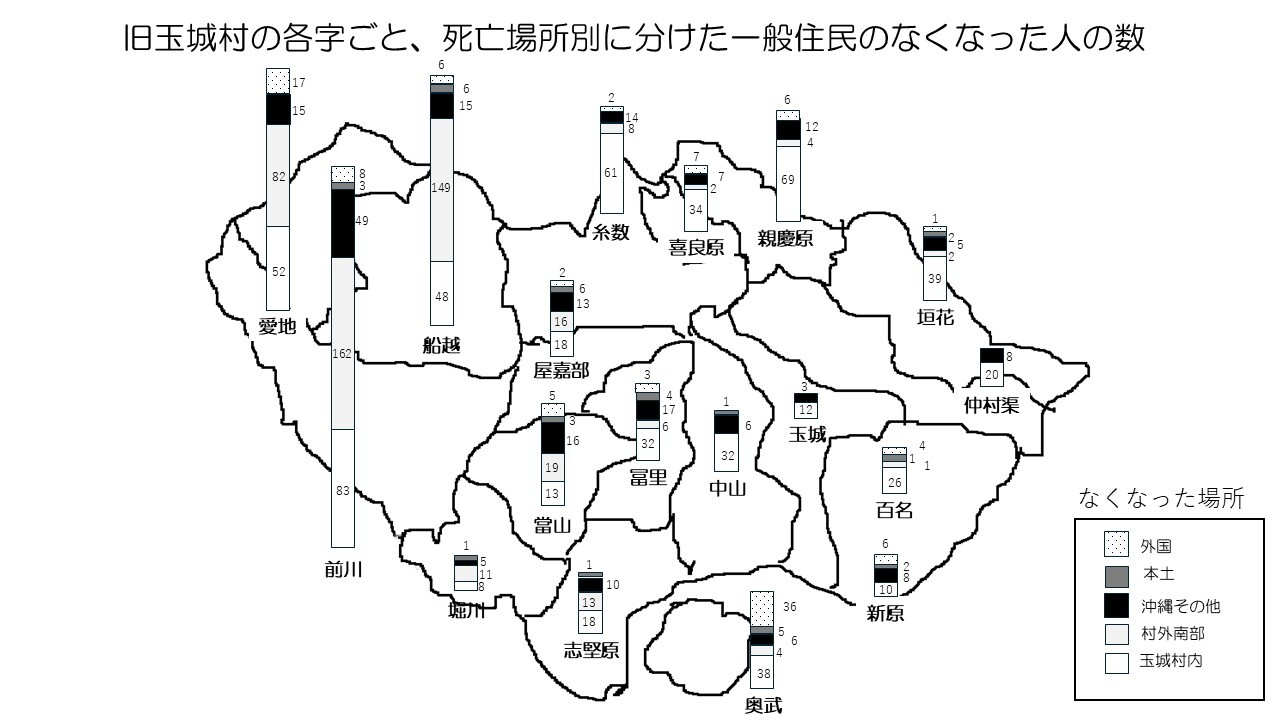 旧玉城村の各字ごと、死亡場所別に分けた一般住民のなくなった人の数
17
15
82
52
愛地
8
3
49
162
83
前川
6
6
15
149
48
船越
2
14
8
61
糸数
7
7
2
34
喜良原
6
12
4
69
親慶原
1
2
5
2
39
垣花
8
20
仲村渠
2
6
13
16
18
屋嘉部
5
3
16
19
13
當山
3
4
17
6
32
冨里
1
6
32
中山
3
12
玉城
4
1
1
26
百名
6
2
8
10
新原
1
5
11
8
堀川
1
10
13
18
志堅原
36
5
6
4
38
奥武
なくなった場所
外国
本土
沖縄その他
村外南部
玉城村内